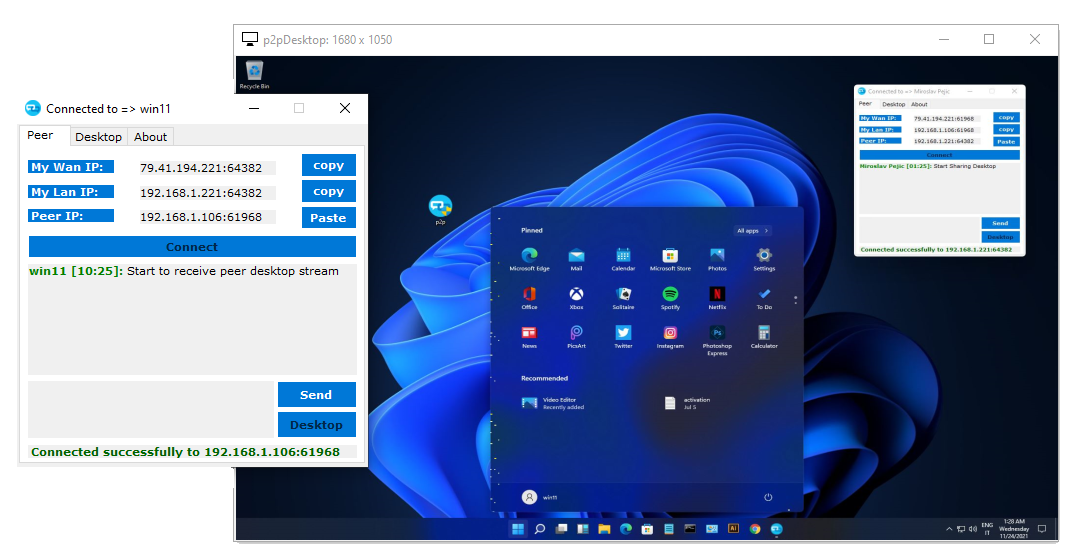 p2pDesktop: 1680 x 1050
Recycle Bin
Connected to => win11
Peer
Desktop
About
My Wan IP:
79.41.194.221:64382
copy
My Lan IP:
192.168.1.221:64382
copy
Peer IP:
192.168.1.106:61968
Paste
Connect
win11 [10:25]: Start to receive peer desktop stream
Send
Desktop
Connected successfully to 192.168.1.106:61968
Connected to => Miroslav Pejic
Peer
Desktop
About
My Wan IP:
79.41.194.221:61968
copy
My Lan IP:
192.168.1.106:61968
copy
Peer IP:
192.168.1.221:64382
Paste
Connect
Miroslav Pejic [01:25]: Start Sharing Desktop
Send
Desktop
Connected successfully to 192.168.1.221:64382
p2p
Pinned
All apps
Microsoft Edge
Mail
Calendar
Microsoft Store
Photos
Settings
Office
Xbox
Solitaire
Spotify
Netflix
To Do
News
PicsArt
Twitter
Instagram
Photoshop
Express
Calculator
Recommended
Video Editor
Recently added
activation
Jul 5
win11
ENG
IT
1:28 AM
Wednesday
11/24/2021